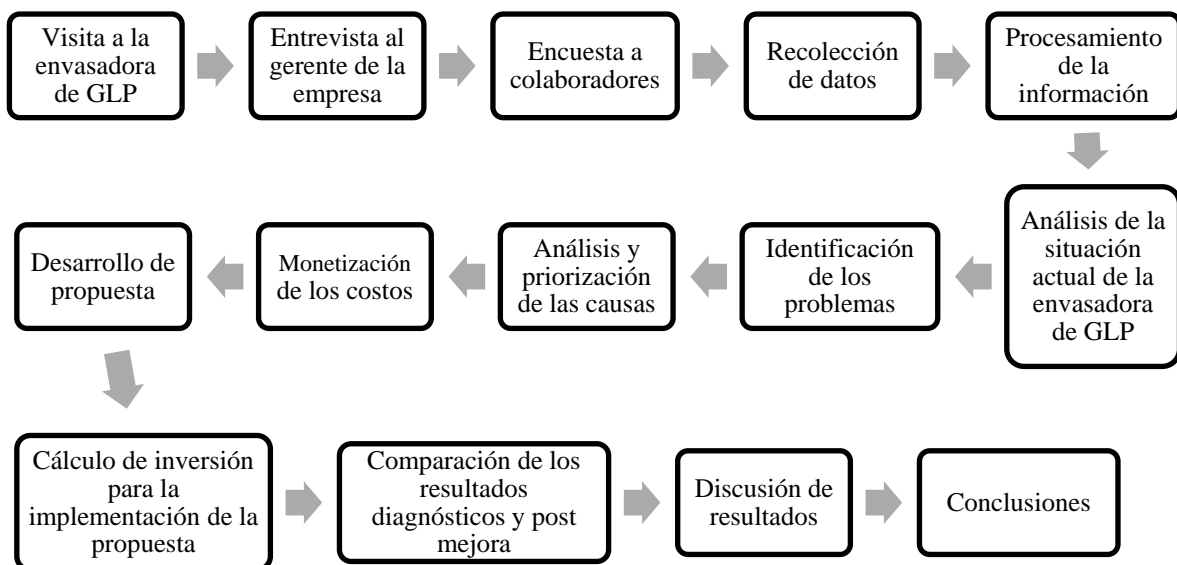 Visita a la
envasadora
de GLP
Entrevista al
gerente de la
empresa
Encuesta a
colaboradores
Recolección
de datos
Procesamiento
de la
información
Análisis de la
situación
actual de la
envasadora
de GLP
Identificación
de los
problemas
Análisis y
priorización
de las causas
Monetización
de los costos
Desarrollo de
propuesta
Cálculo de inversión
para la
implementación de la
propuesta
Comparación de los
resultados
diagnósticos y post
mejora
Discusión de
resultados
Conclusiones